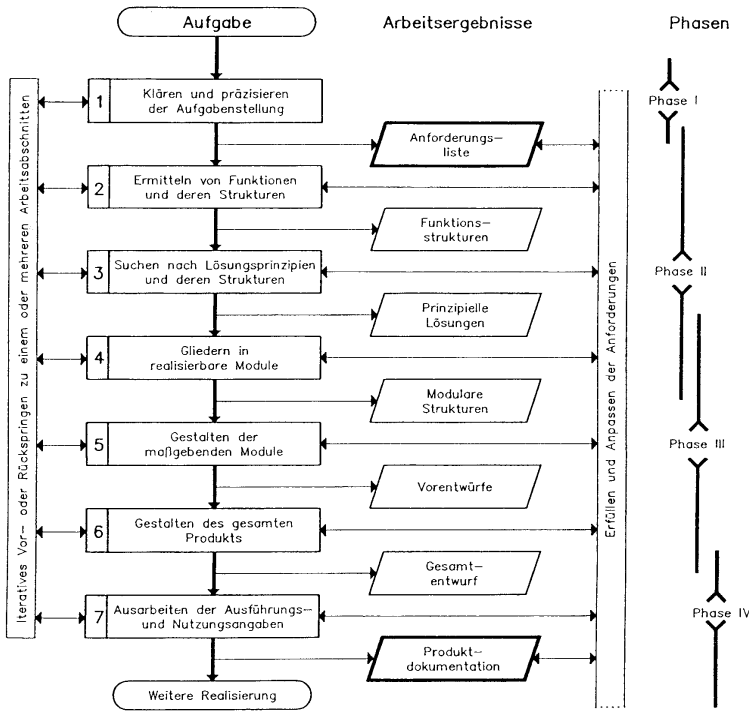 Aufgabe
Arbeitsergebnisse
Phasen
1
Klären und präzisieren
der Aufgabenstellung
Anforderungs-
liste
2
Ermitteln von Funktionen
und deren Strukturen
Funktions-
strukturen
3
Suchen nach Lösungsprinzipien
und deren Strukturen
Prinzipielle
Lösungen
4
Gliedern in
realisierbare Module
Modulare
Strukturen
5
Gestalten der
maßgebenden Module
Vorentwürfe
6
Gestalten des gesamten
Produkts
Gesamt-
entwurf
7
Ausarbeiten der Ausführungs-
und Nutzungsangaben
Produkt-
dokumentation
Weitere Realisierung
Iteratives Vor- oder Rückspringen zu einem oder mehreren Arbeitsabschnitten
Erfüllen und Anpassen der Anforderungen
Phase I
Phase II
Phase III
Phase IV